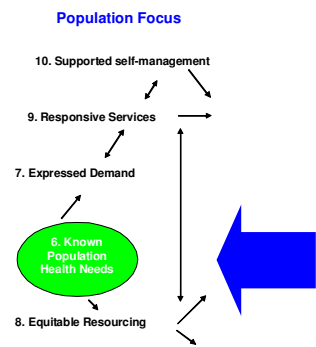 Population Focus
10. Supported self-management
9. Responsive Services
7. Expressed Demand
6. Known
Population
Health Needs
8. Equitable Resourcing